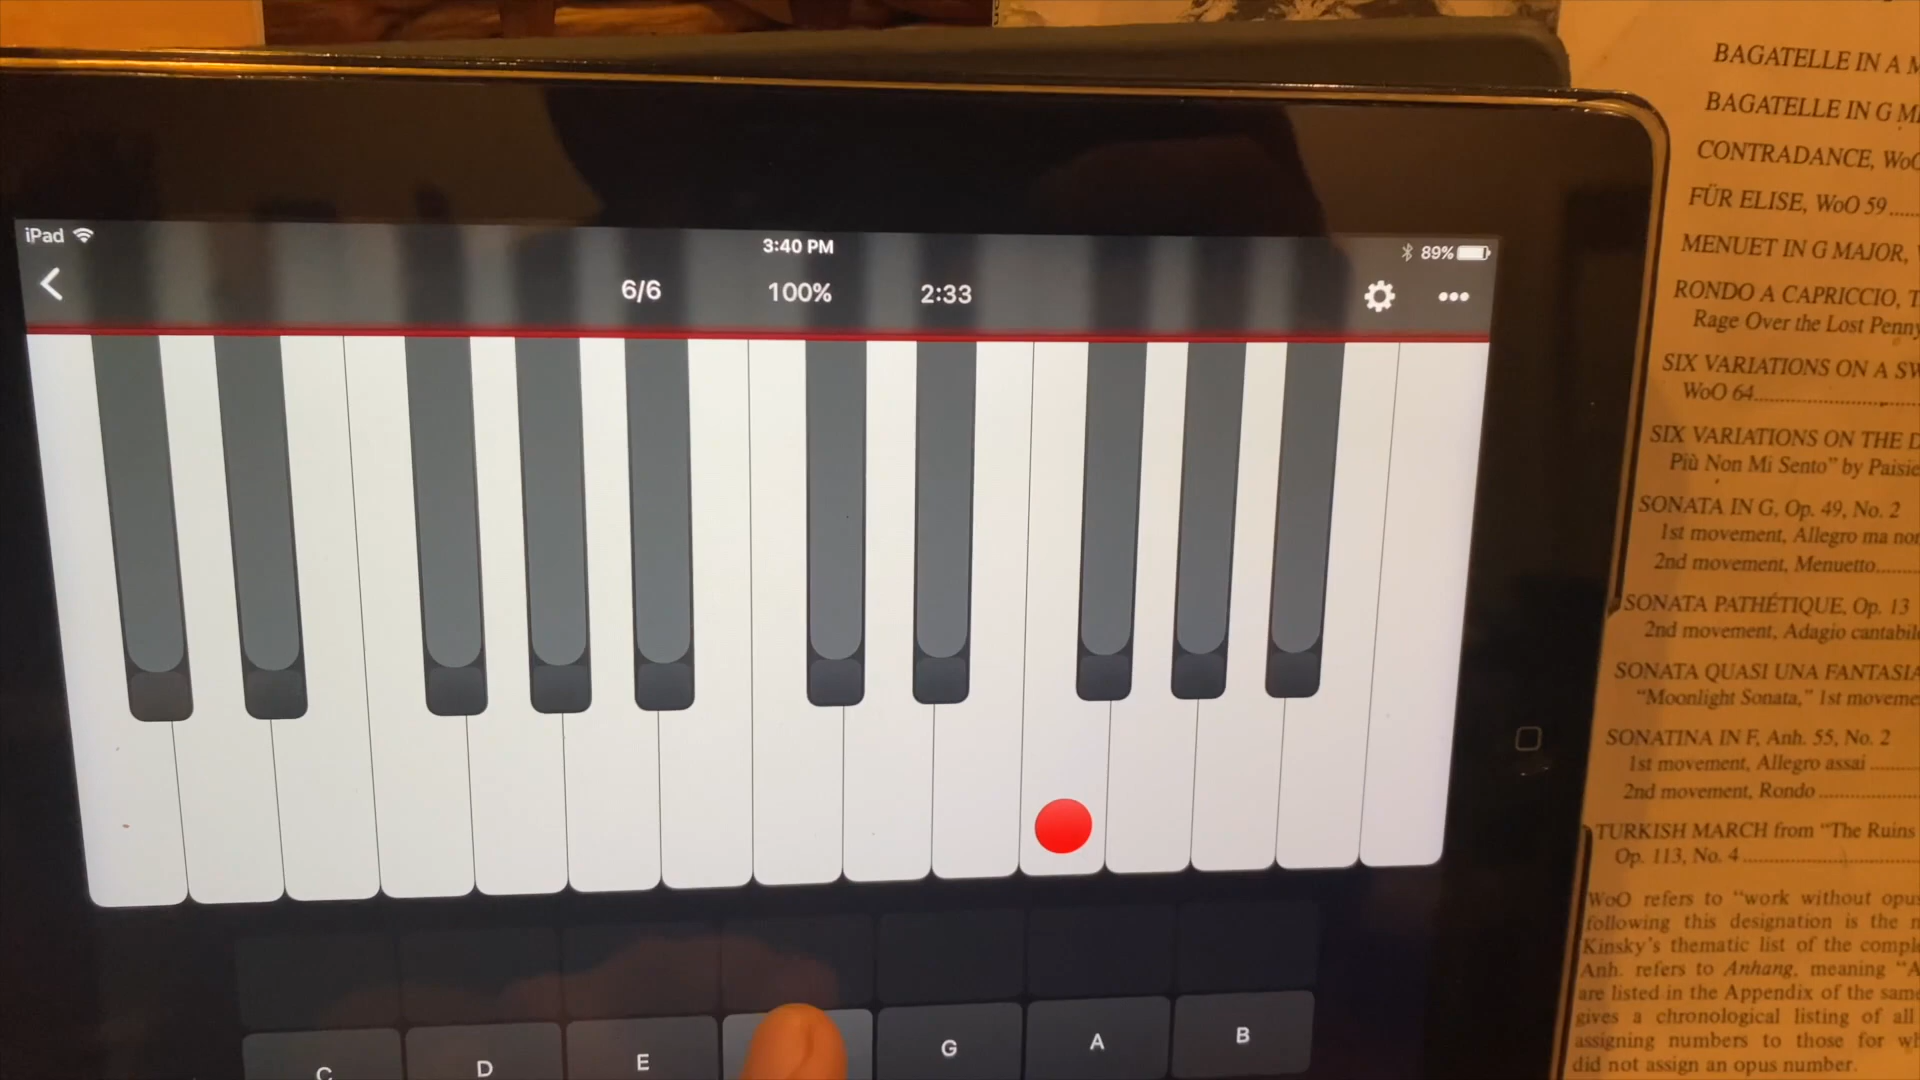 iPad
3:40 PM
89%
6/6
100%
2:33
C
D
E
G
A
B
BAGATELLE IN A
BAGATELLE IN G
CONTRADANCE, WoO
FÜR ELISE, WoO 59
MENUET IN G MAJOR,
RONDO A CAPRICCIO,
Rage Over the Lost Penny
SIX VARIATIONS ON A
WoO 64
SIX VARIATIONS ON THE
Più Non Mi Sento" by
SONATA IN G, Op. 49, No. 2
1st movement, Allegro ma
2nd movement, Menuetto
SONATA PATHÉTIQUE, Op. 13
2nd movement, Adagio
SONATA QUASI UNA FANTASIA
"Moonlight Sonata," 1st
SONATINA IN F, Anh. 55, No. 2
1st movement, Allegro assai
2nd movement, Rondo
TURKISH MARCH from "The Ruins
Op. 113, No. 4
WoO refers to "work without
following this designation is the
Kinsky's thematic list of the
Anh. refers to Anhang, meaning
are listed in the Appendix of the same
gives a chronological listing of all
assigning numbers to those for
did not assign an opus number.